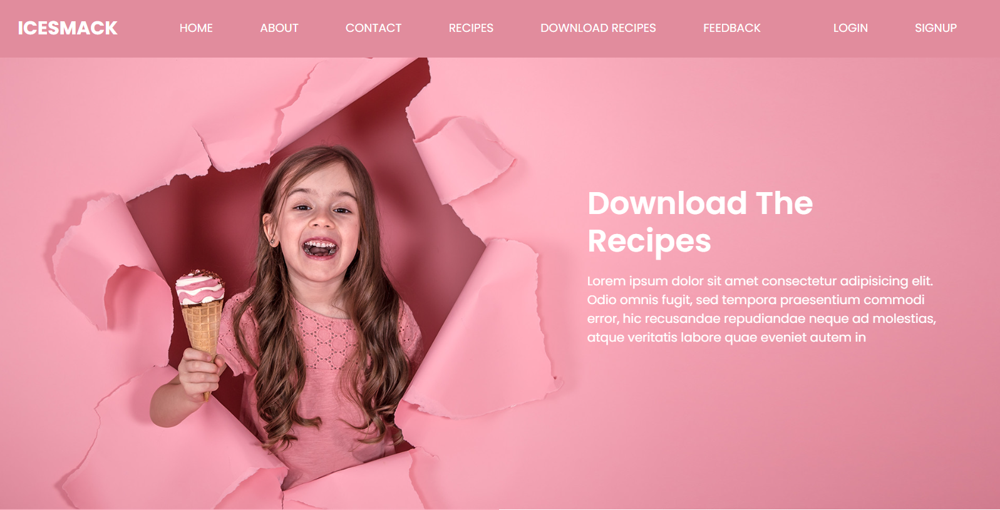 ICESMACK HOME ABOUT CONTACT RECIPES DOWNLOAD RECIPES FEEDBACK LOGIN SIGNUP
Download The
Recipes
Lorem ipsum dolor sit amet consectetur adipisicing elit.
Odio omnis fugit, sed tempora praesentium commodi
error, hic recusandae repudiandae neque ad molestias,
atque veritatis labore quae eveniet autem in